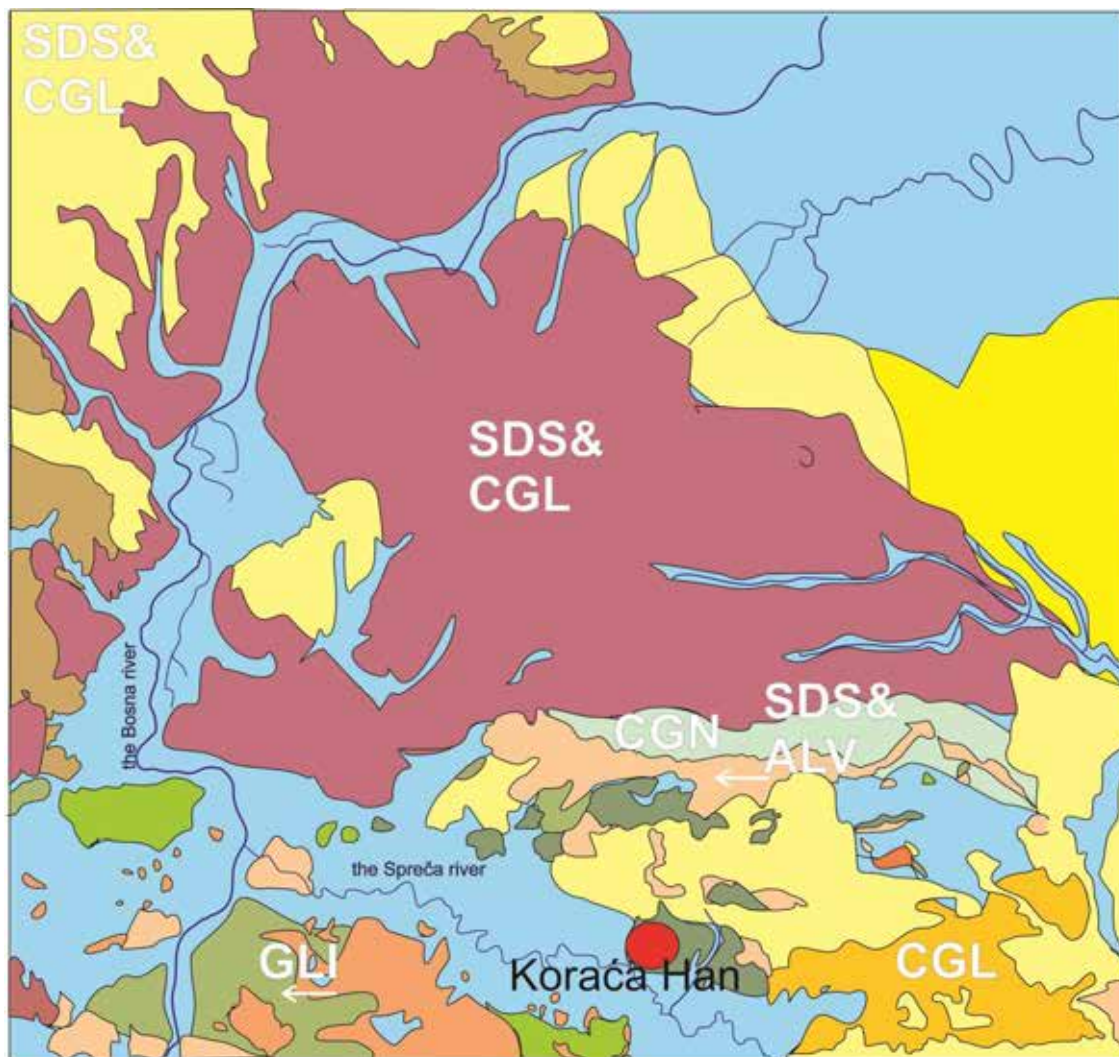 SDS&
CGL
SDS&
CGL
the Bosna river
CGN
SDS&
ALV
the Spreča river
GLI
Koraća Han
CGL